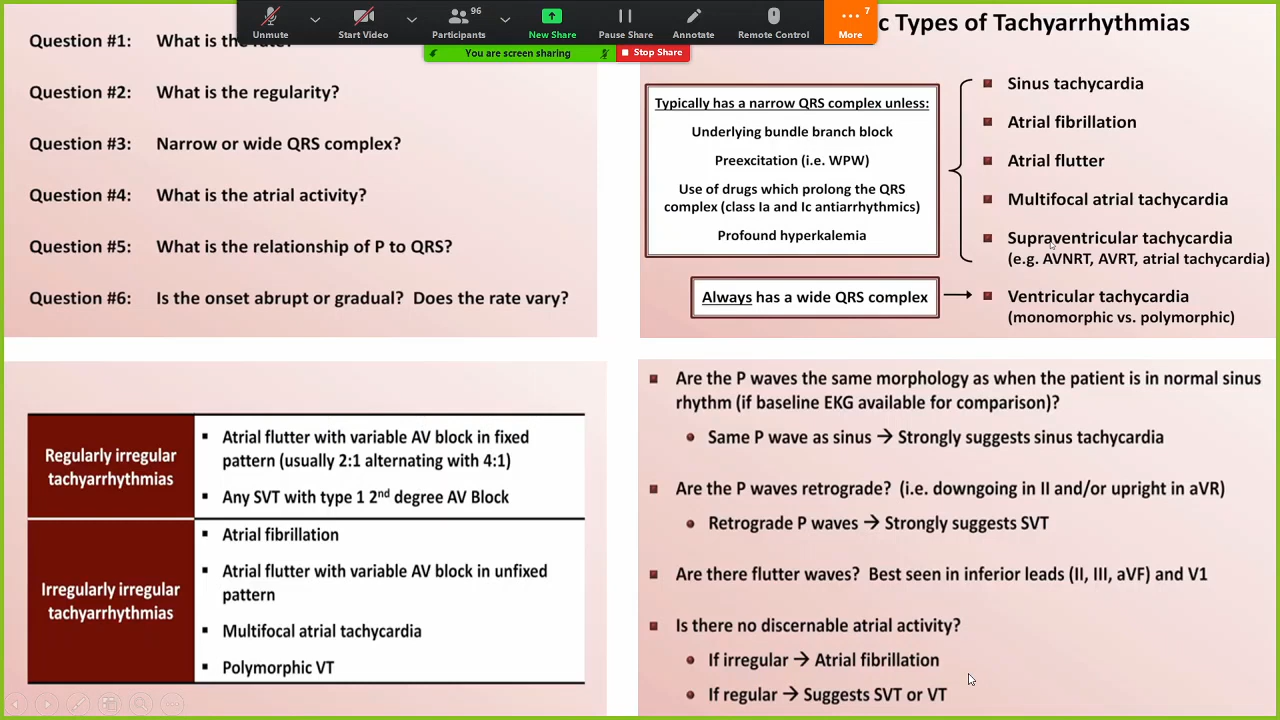 Unmute
Start Video
96
Participants
New Share
Pause Share
Annotate
Remote Control
7
More
You are screen sharing
Stop Share
Question #1: What is the rate?
Question #2: What is the regularity?
Question #3: Narrow or wide QRS complex?
Question #4: What is the atrial activity?
Question #5: What is the relationship of P to QRS?
Question #6: Is the onset abrupt or gradual? Does the rate vary?
Types of Tachyarrhythmias
Typically has a narrow QRS complex unless:
Underlying bundle branch block
Preexcitation (i.e. WPW)
Use of drugs which prolong the QRS
complex (class Ia and Ic antiarrhythmics)
Profound hyperkalemia
Always has a wide QRS complex
Sinus tachycardia
Atrial fibrillation
Atrial flutter
Multifocal atrial tachycardia
Supraventricular tachycardia
(e.g. AVNRT, AVRT, atrial tachycardia)
Ventricular tachycardia
(monomorphic vs. polymorphic)
Regularly irregular
tachyarrhythmias
Atrial flutter with variable AV block in fixed
pattern (usually 2:1 alternating with 4:1)
Any SVT with type 1 2nd degree AV Block
Irregularly irregular
tachyarrhythmias
Atrial fibrillation
Atrial flutter with variable AV block in unfixed
pattern
Multifocal atrial tachycardia
Polymorphic VT
Are the P waves the same morphology as when the patient is in normal sinus
rhythm (if baseline EKG available for comparison)?
Same P wave as sinus → Strongly suggests sinus tachycardia
Are the P waves retrograde? (i.e. downgoing in II and/or upright in aVR)
Retrograde P waves → Strongly suggests SVT
Are there flutter waves? Best seen in inferior leads (II, III, aVF) and V1
Is there no discernable atrial activity?
If irregular → Atrial fibrillation
If regular → Suggests SVT or VT